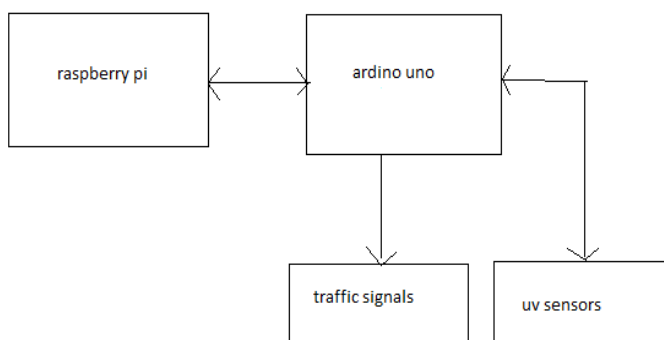 raspberry pi
ardino uno
traffic signals
uv sensors